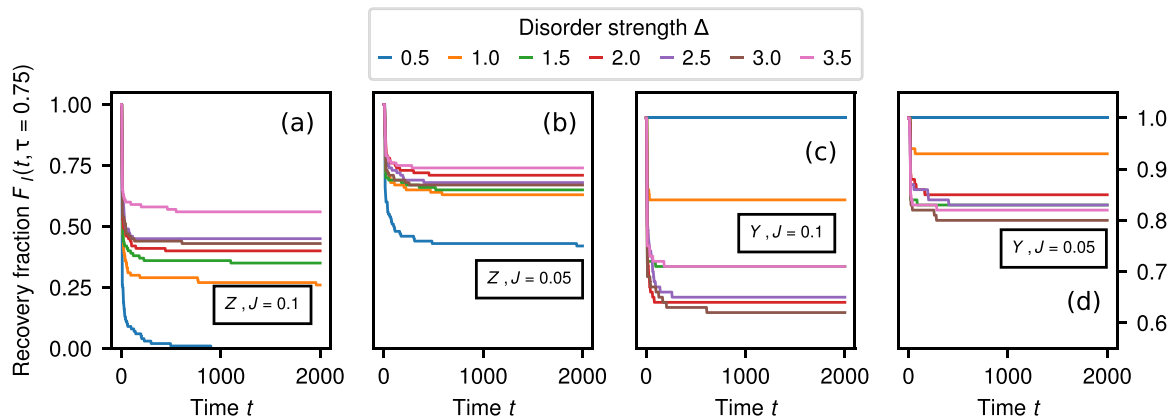 Disorder strength Δ
0.5 1.0 1.5 2.0 2.5 3.0 3.5
Recovery fraction F_I(t, τ = 0.75)
1.00
0.75
0.50
0.25
0.00
(a)
Z , J = 0.1
0 1000 2000
Time t
(b)
Z , J = 0.05
0 1000 2000
Time t
(c)
Y , J = 0.1
0 1000 2000
Time t
(d)
Y , J = 0.05
0 1000 2000
Time t
1.0
0.9
0.8
0.7
0.6